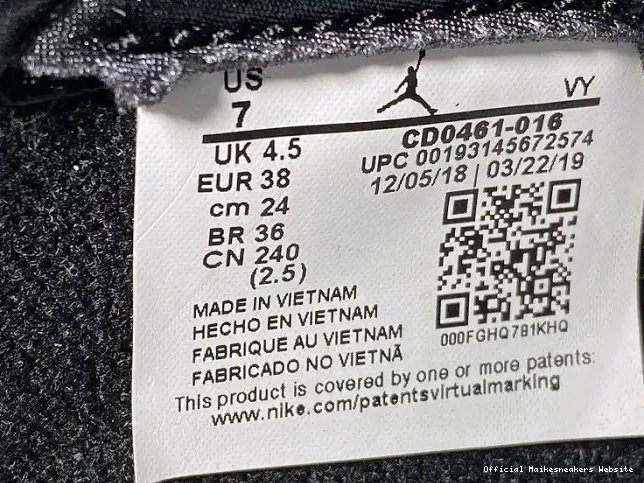 US
7
VY
UK 4.5
EUR 38
cm 24
BR 36
CN 240
(2.5)
CD0461-016
UPC 00193145672574
12/05/18 | 03/22/19
000FGHQ781KHQ
MADE IN VIETNAM
HECHO EN VIETNAM
FABRIQUE AU VIETNAM
FABRICADO NO VIETNÃ
This product is covered by one or more patents:
www.nike.com/patentsvirtualmarking
Official Maikesneakers Website